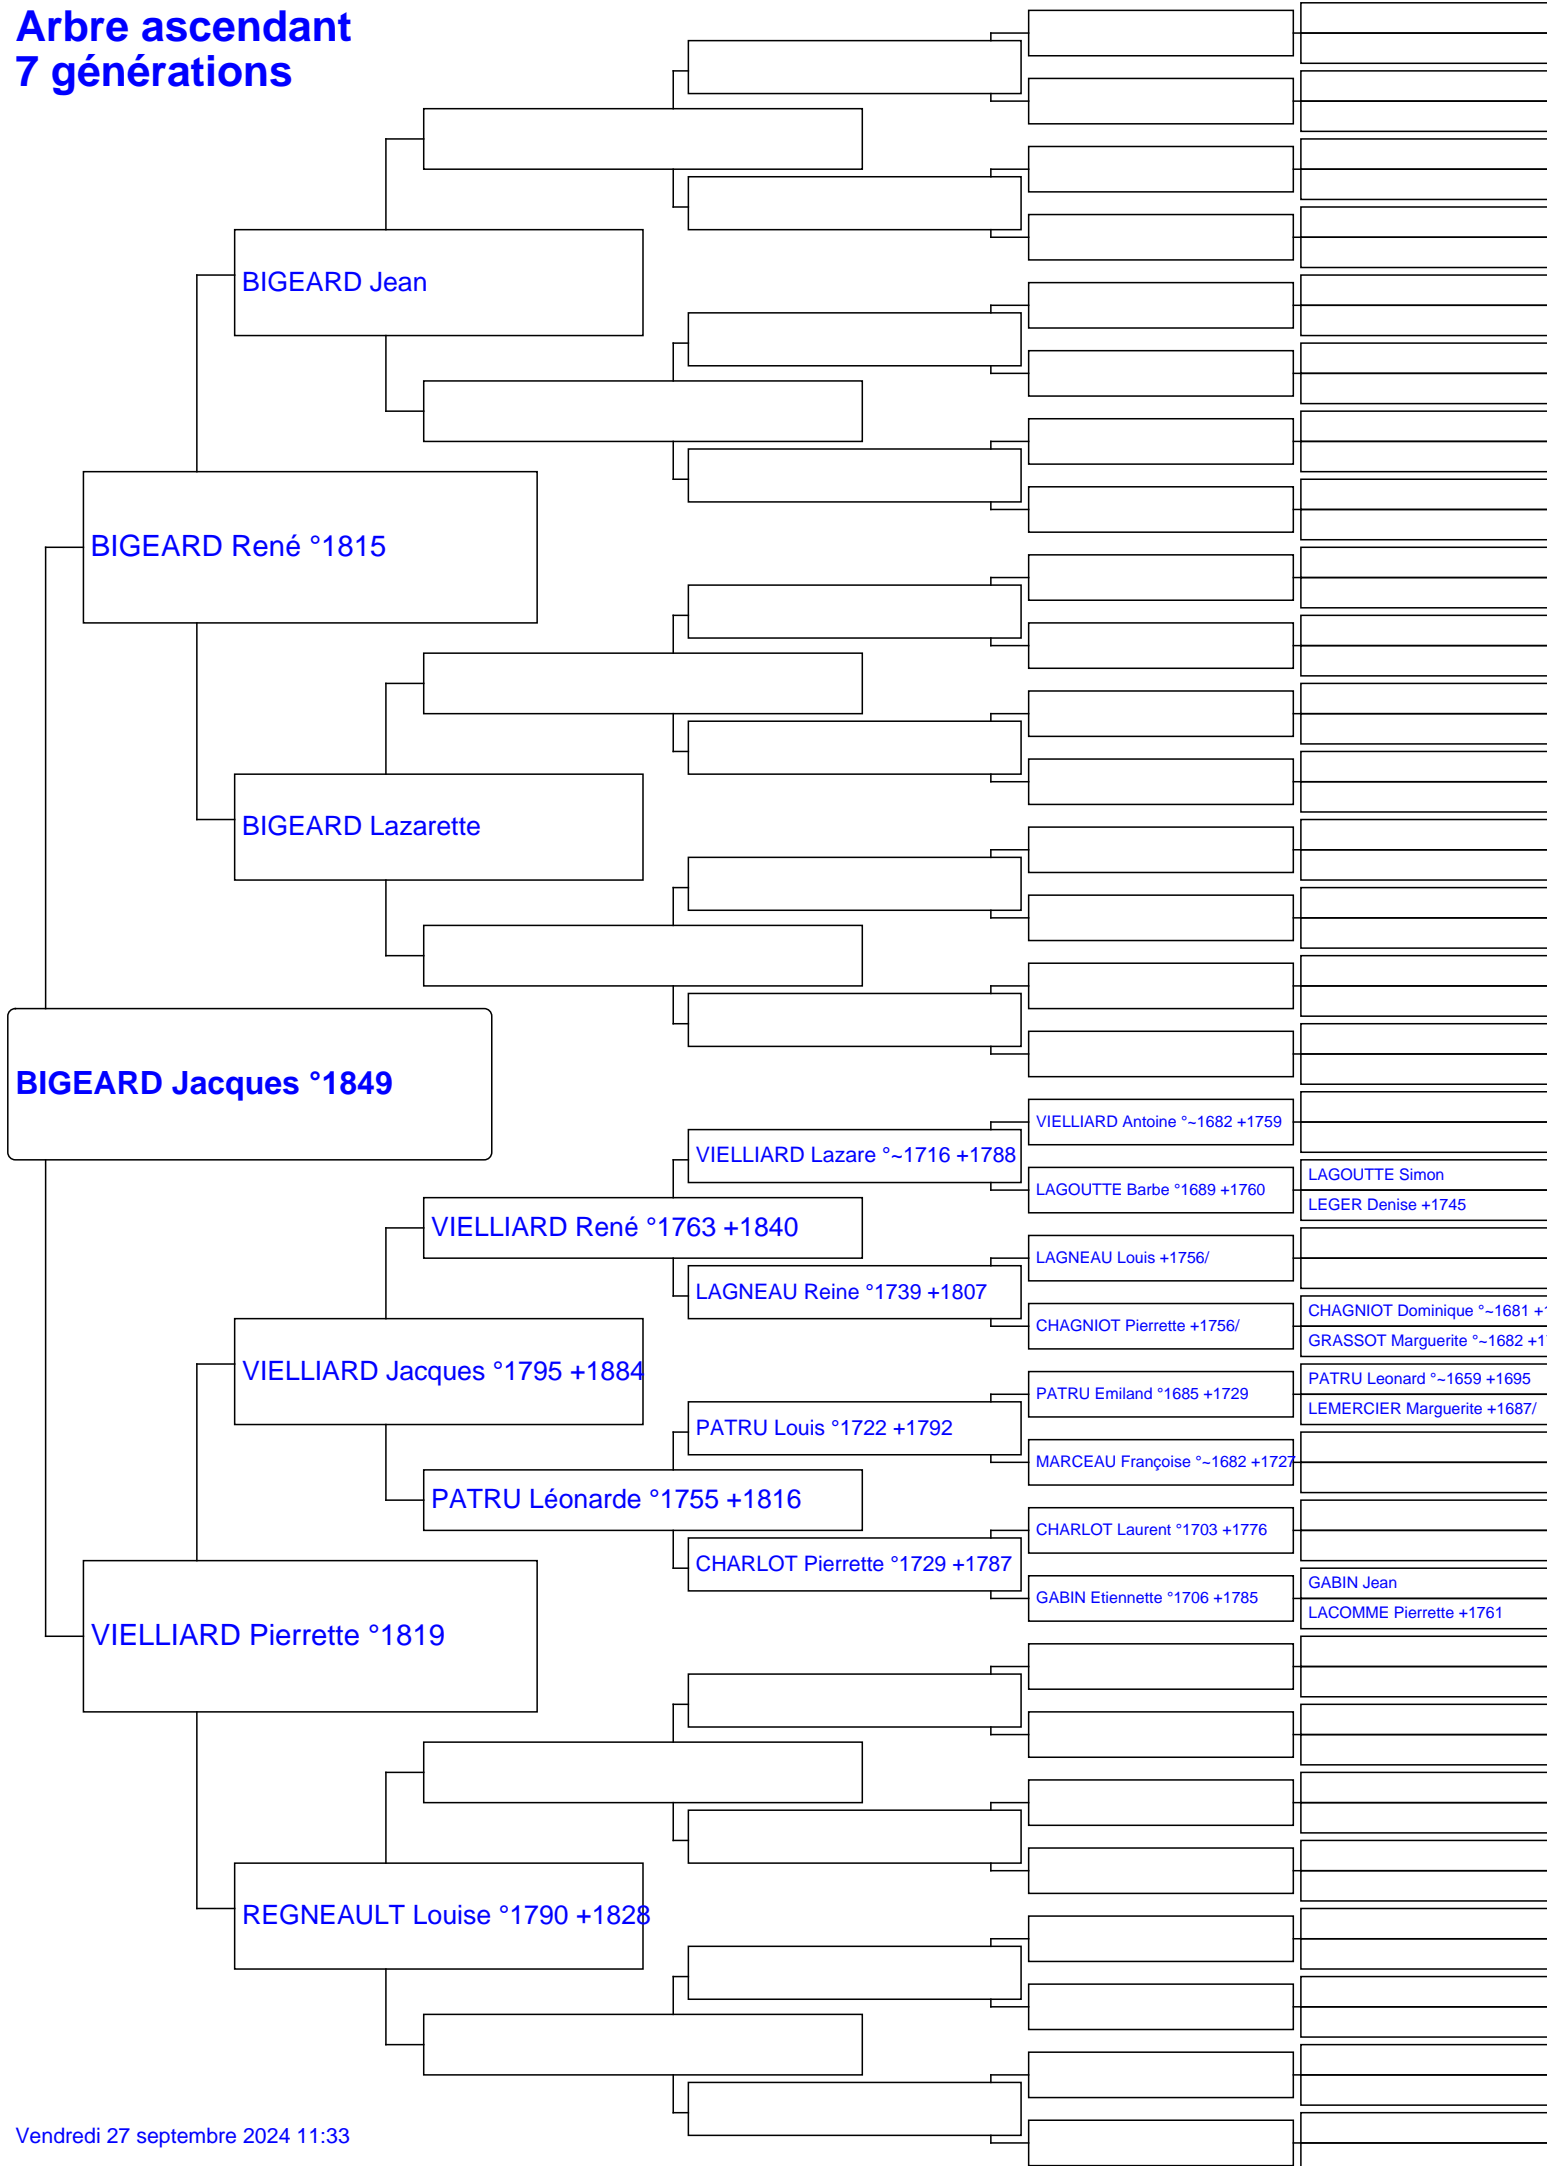 Arbre ascendant
7 générations
BIGEARD Jean
BIGEARD René °1815
BIGEARD Lazarette
BIGEARD Jacques °1849
VIELLIARD Antoine °~1682 +1759
VIELLIARD Lazare °~1716 +1788
LAGOUTTE Simon
LAGOUTTE Barbe °1689 +1760
LEGER Denise +1745
VIELLIARD René °1763 +1840
LAGNEAU Louis +1756/
LAGNEAU Reine °1739 +1807
CHAGNIOT Dominique °~1681
CHAGNIOT Pierrette +1756/
GRASSOT Marguerite °~1682
VIELLIARD Jacques °1795 +1884
PATRU Leonard °~1659 +1695
PATRU Emiland °1685 +1729
LEMERCIER Marguerite +1687/
PATRU Louis °1722 +1792
MARCEAU Françoise °~1682 +1727
PATRU Léonarde °1755 +1816
CHARLOT Laurent °1703 +1776
CHARLOT Pierrette °1729 +1787
GABIN Jean
GABIN Etiennette °1706 +1785
LACOMME Pierrette +1761
VIELLIARD Pierrette °1819
REGNEAULT Louise °1790 +1828
Vendredi 27 septembre 2024 11:33